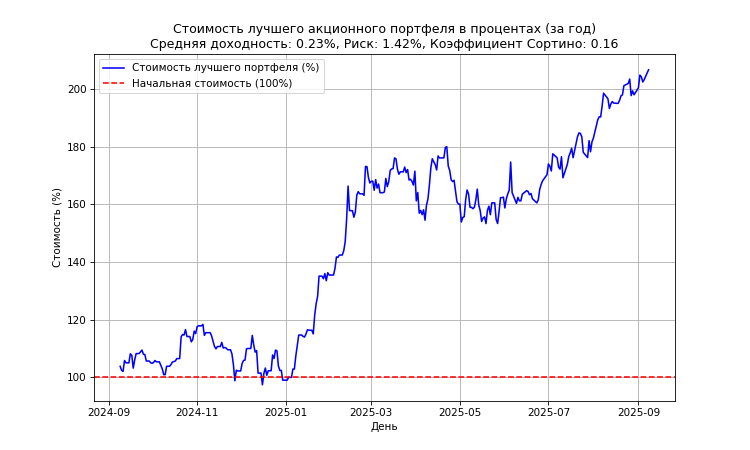 Стоимость лучшего акционного портфеля в процентах (за год)
Средняя доходность: 0.23%, Риск: 1.42%, Коэффициент Сортино: 0.16
Стоимость лучшего портфеля (%)
Начальная стоимость (100%)
Стоимость (%)
200
180
160
140
120
100
2024-09 2024-11 2025-01 2025-03 2025-05 2025-07 2025-09
День